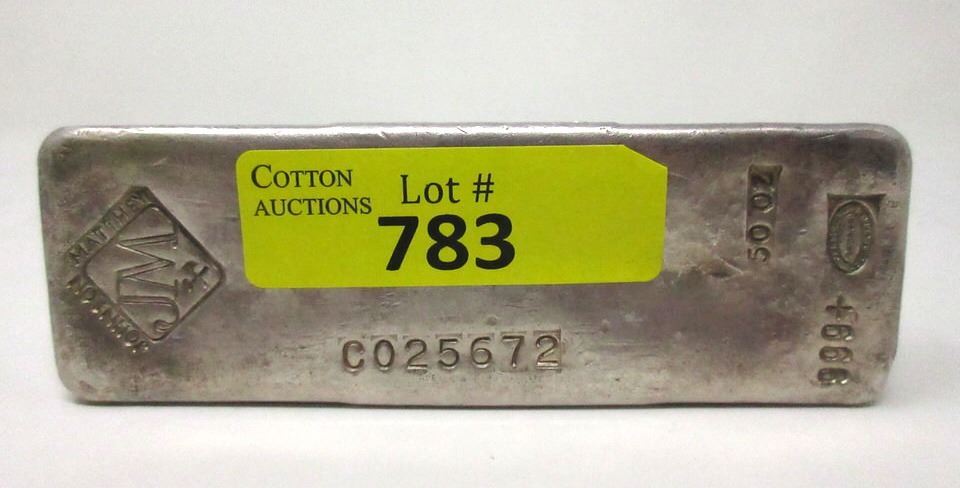 COTTON
AUCTIONS
Lot #
783
MATTHEY
JM
JOHNSON
C025672
50 OZ
999+